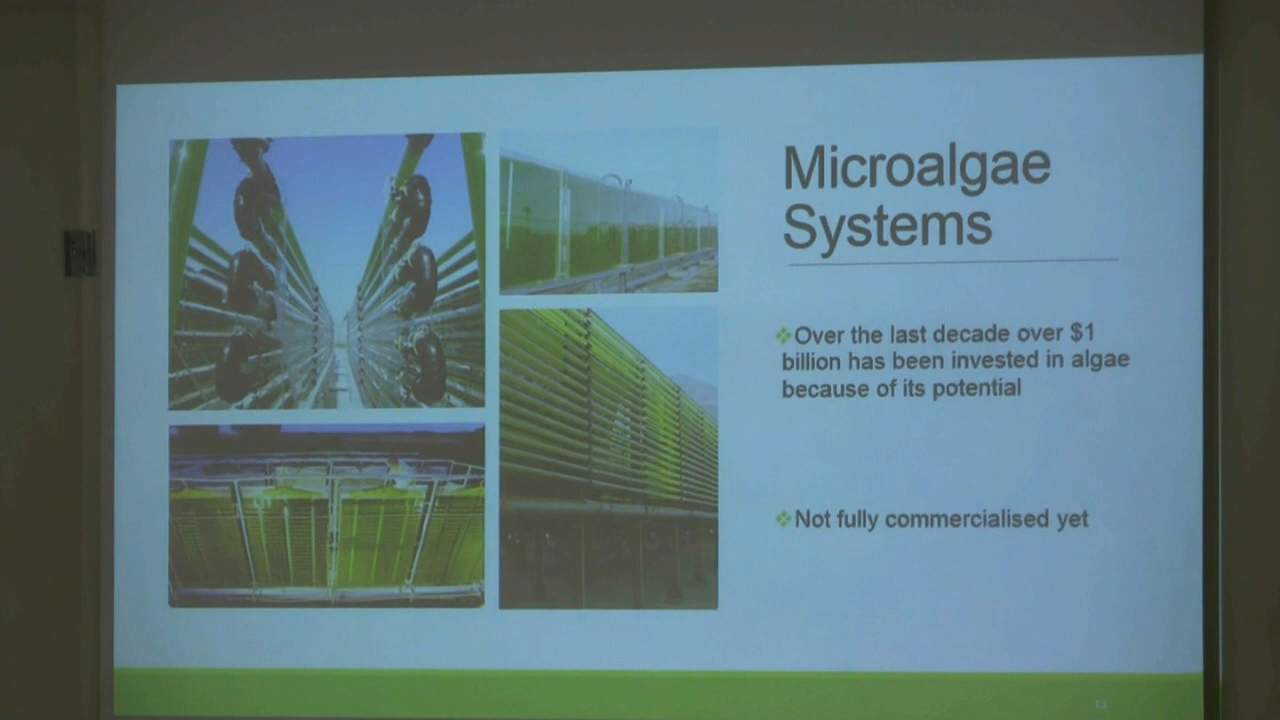 Microalgae
Systems
Over the last decade over $1
billion has been invested in algae
because of its potential
Not fully commercialised yet
13